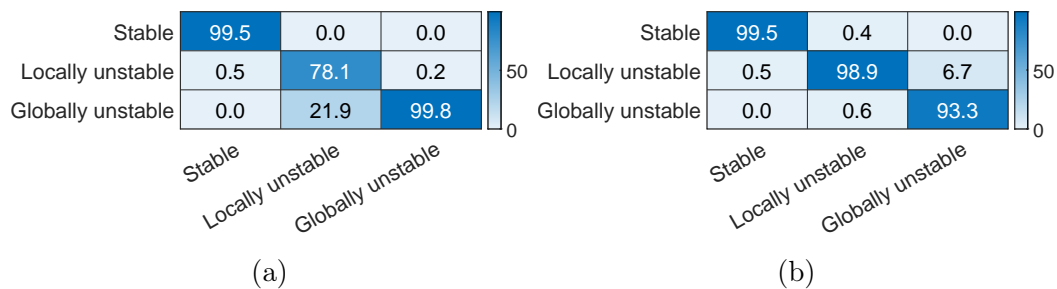 Stable 99.5 0.0 0.0
Locally unstable 0.5 78.1 0.2
Globally unstable 0.0 21.9 99.8
50
0
Stable
Locally unstable
Globally unstable
(a)
Stable 99.5 0.4 0.0
Locally unstable 0.5 98.9 6.7
Globally unstable 0.0 0.6 93.3
50
0
Stable
Locally unstable
Globally unstable
(b)